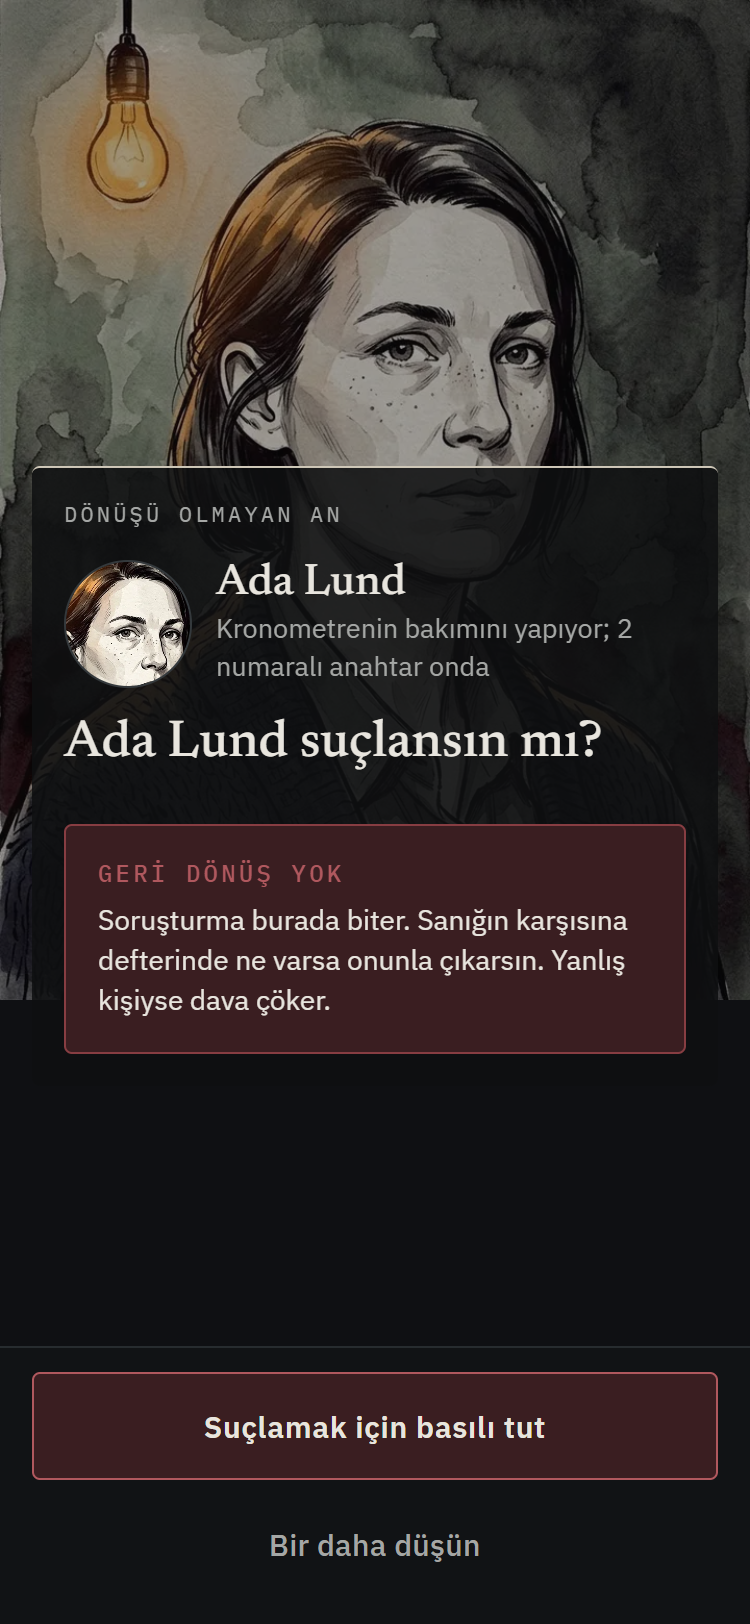 DÖNÜŞÜ OLMAYAN AN
Ada Lund
Kronometrenin bakımını yapıyor; 2
numaralı anahtar onda
Ada Lund suçlansın mı?
GERİ DÖNÜŞ YOK
Soruşturma burada biter. Sanığın karşısına
defterinde ne varsa onunla çıkarsın. Yanlış
kişiyse dava çöker.
Suçlamak için basılı tut
Bir daha düşün